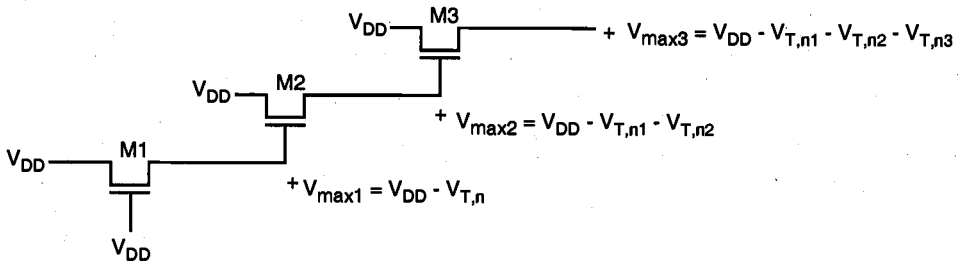 V_DD M3 + V_max3 = V_DD - V_T,n1 - V_T,n2 - V_T,n3
V_DD M2 + V_max2 = V_DD - V_T,n1 - V_T,n2
V_DD M1 + V_max1 = V_DD - V_T,n
V_DD